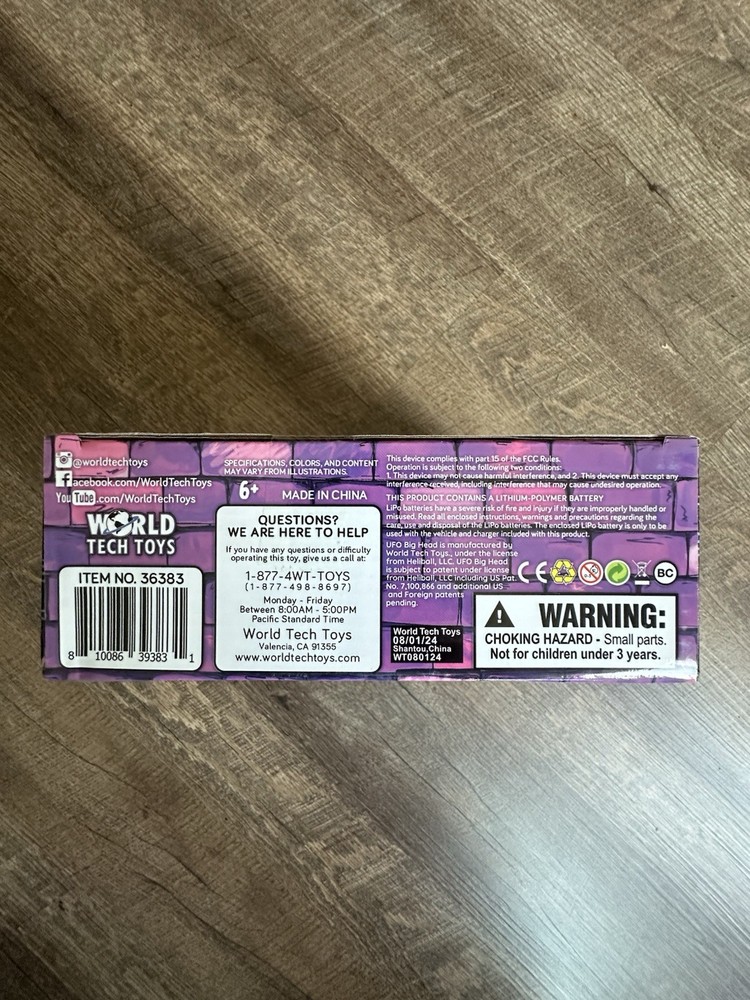 @worldtechtoys
facebook.com/WorldTechToys
YouTube.com/WorldTechToys
WORLD
TECH TOYS
ITEM NO. 36383
8 10086 39383 1
SPECIFICATIONS, COLORS, AND CONTENT
MAY VARY FROM ILLUSTRATIONS.
6+ MADE IN CHINA
QUESTIONS?
WE ARE HERE TO HELP
If you have any questions or difficulty
operating this toy, give us a call at:
1-877-4WT-TOYS
(1-877-498-8697)
Monday - Friday
Between 8:00AM - 5:00PM
Pacific Standard Time
World Tech Toys
Valencia, CA 91355
www.worldtechtoys.com
This device complies with part 15 of the FCC Rules.
Operation is subject to the following two conditions:
1. This device may not cause harmful interference, and 2. This device must accept any
interference received, including interference that may cause undesired operation.
THIS PRODUCT CONTAINS A LITHIUM-POLYMER BATTERY
LiPo batteries have a severe risk of fire and injury if they are improperly handled or
misused. Read all enclosed instructions, warnings and precautions regarding the
care, use and disposal of the LiPo batteries. The enclosed LiPo battery is only to be
used with the vehicle and charger included with this product.
UFO Big Head is manufactured by
World Tech Toys., under the license
from Heliball, LLC. UFO Big Head
is subject to patent under license
from Heliball, LLC including US Pat.
No. 7,100,866 and additional US
and Foreign patents
pending.
CE
0-3
BC
World Tech Toys
08/01/24
Shantou,China
WT080124
WARNING:
CHOKING HAZARD - Small parts.
Not for children under 3 years.